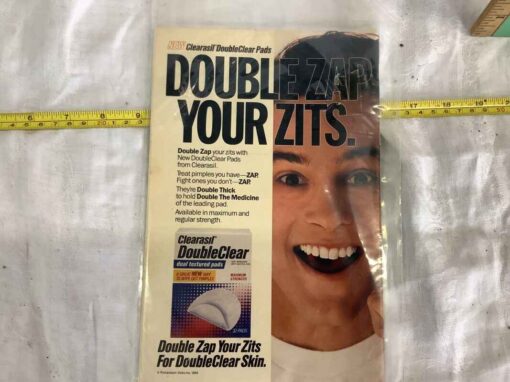 NEW Clearasil DoubleClear Pads
DOUBLE ZAP
YOUR ZITS.
Double Zap your zits with
New DoubleClear Pads
from Clearasil.
Treat pimples you have—ZAP.
Fight ones you don't—ZAP.
They're Double Thick
to hold Double The Medicine
of the leading pad.
Available in maximum and
regular strength.
Clearasil
DoubleClear
dual textured pads
MAXIMUM
STRENGTH
32 PADS
Double Zap Your Zits
For DoubleClear Skin.